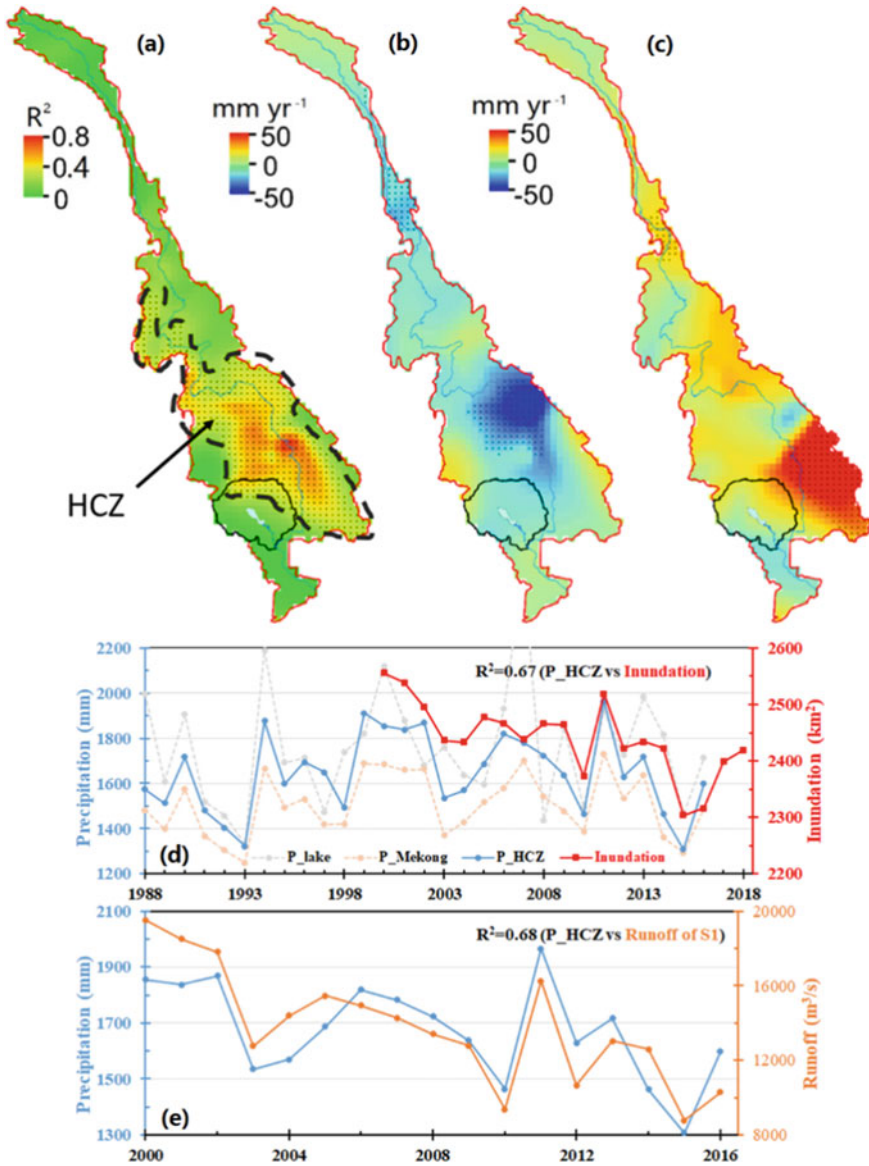 (a)
(b)
(c)
R²
0.8
0.4
0
mm yr⁻¹
50
0
-50
mm yr⁻¹
50
0
-50
HCZ
2200
2000
1800
1600
1400
1200
Precipitation (mm)
R²=0.67 (P_HCZ vs Inundation)
2600
2500
2400
2300
2200
Inundation (km²)
(d)
P_lake P_Mekong P_HCZ Inundation
1988 1993 1998 2003 2008 2013 2018
2100
1900
1700
1500
1300
Precipitation (mm)
R²=0.68 (P_HCZ vs Runoff of S1)
20000
16000
12000
8000
Runoff (m³/s)
(e)
2000 2004 2008 2012 2016